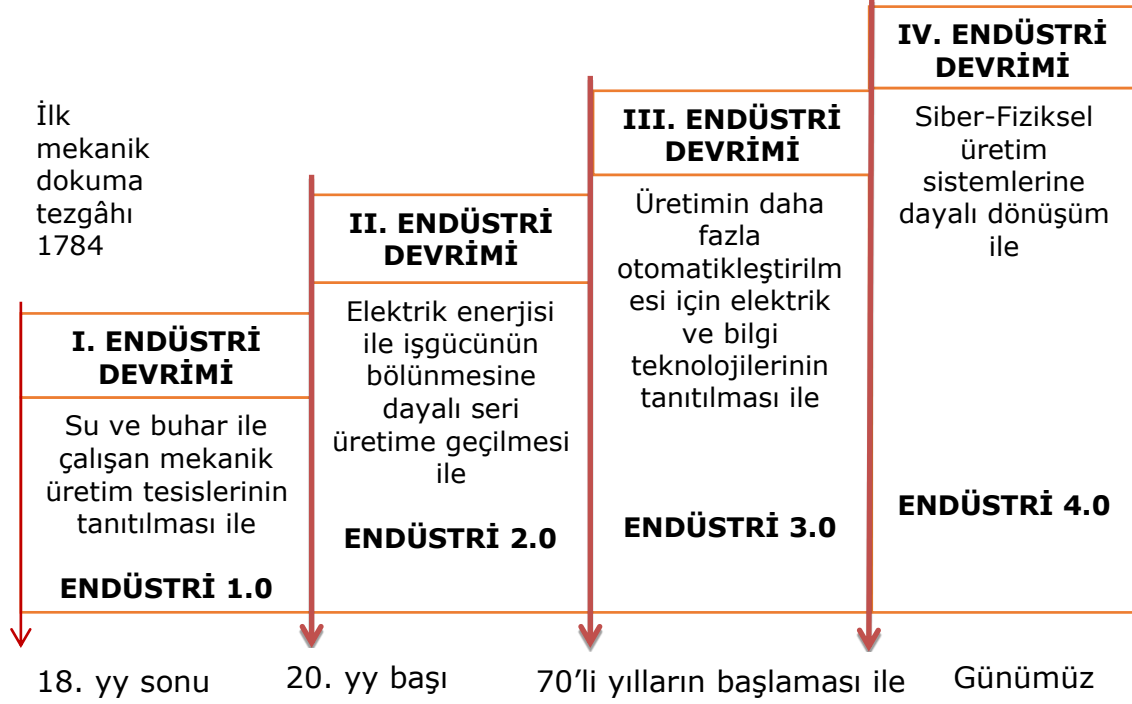 İlk
mekanik
dokuma
tezgâhı
1784
I. ENDÜSTRİ
DEVRİMİ
Su ve buhar ile
çalışan mekanik
üretim tesislerinin
tanıtılması ile
ENDÜSTRİ 1.0
II. ENDÜSTRİ
DEVRİMİ
Elektrik enerjisi
ile işgücünün
bölünmesine
dayalı seri
üretime geçilmesi
ile
ENDÜSTRİ 2.0
III. ENDÜSTRİ
DEVRİMİ
Üretimin daha
fazla
otomatikleştirilm
esi için elektrik
ve bilgi
teknolojilerinin
tanıtılması ile
ENDÜSTRİ 3.0
IV. ENDÜSTRİ
DEVRİMİ
Siber-Fiziksel
üretim
sistemlerine
dayalı dönüşüm
ile
ENDÜSTRİ 4.0
18. yy sonu
20. yy başı
70’li yılların başlaması ile
Günümüz